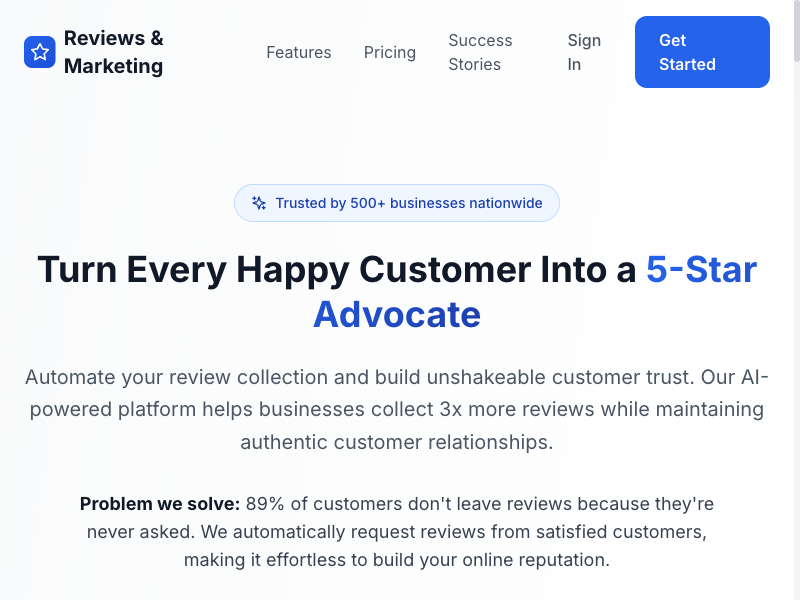 Reviews &
Marketing
Features
Pricing
Success
Stories
Sign
In
Get
Started
Trusted by 500+ businesses nationwide
Turn Every Happy Customer Into a 5-Star
Advocate
Automate your review collection and build unshakeable customer trust. Our AI-
powered platform helps businesses collect 3x more reviews while maintaining
authentic customer relationships.
Problem we solve: 89% of customers don't leave reviews because they're
never asked. We automatically request reviews from satisfied customers,
making it effortless to build your online reputation.